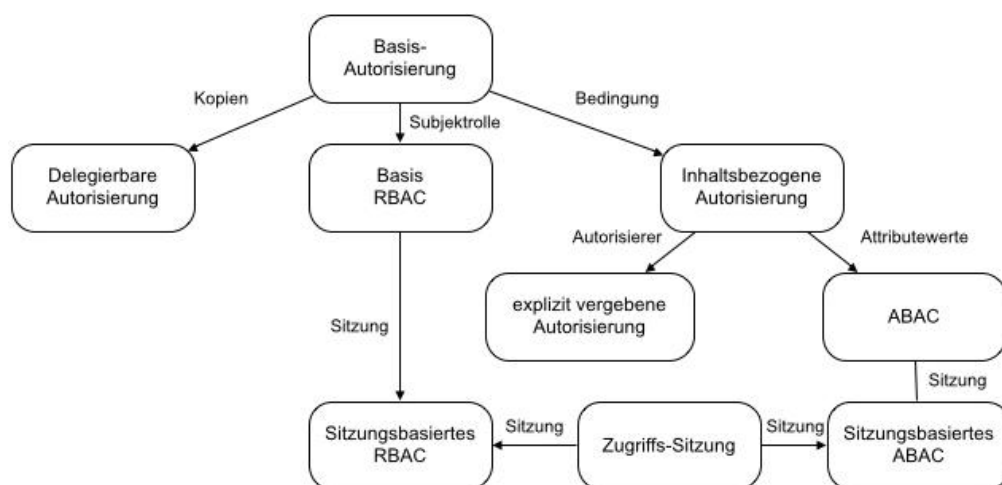 Basis-
Autorisierung
Kopien
Subjektrolle
Bedingung
Delegierbare
Autorisierung
Basis
RBAC
Inhaltsbezogene
Autorisierung
Autorisierer
Attributewerte
explizit vergebene
Autorisierung
ABAC
Sitzung
Sitzung
Sitzungsbasiertes
RBAC
Sitzung
Zugriffs-Sitzung
Sitzung
Sitzungsbasiertes
ABAC